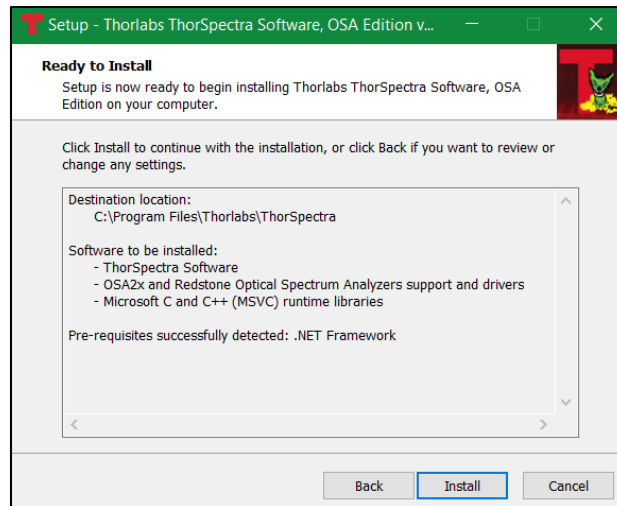 Setup - Thorlabs ThorSpectra Software, OSA Edition v...
Ready to Install
Setup is now ready to begin installing Thorlabs ThorSpectra Software, OSA
Edition on your computer.
Click Install to continue with the installation, or click Back if you want to review or
change any settings.
Destination location:
C:\Program Files\Thorlabs\ThorSpectra
Software to be installed:
- ThorSpectra Software
- OSA2x and Redstone Optical Spectrum Analyzers support and drivers
- Microsoft C and C++ (MSVC) runtime libraries
Pre-requisites successfully detected: .NET Framework
Back Install Cancel